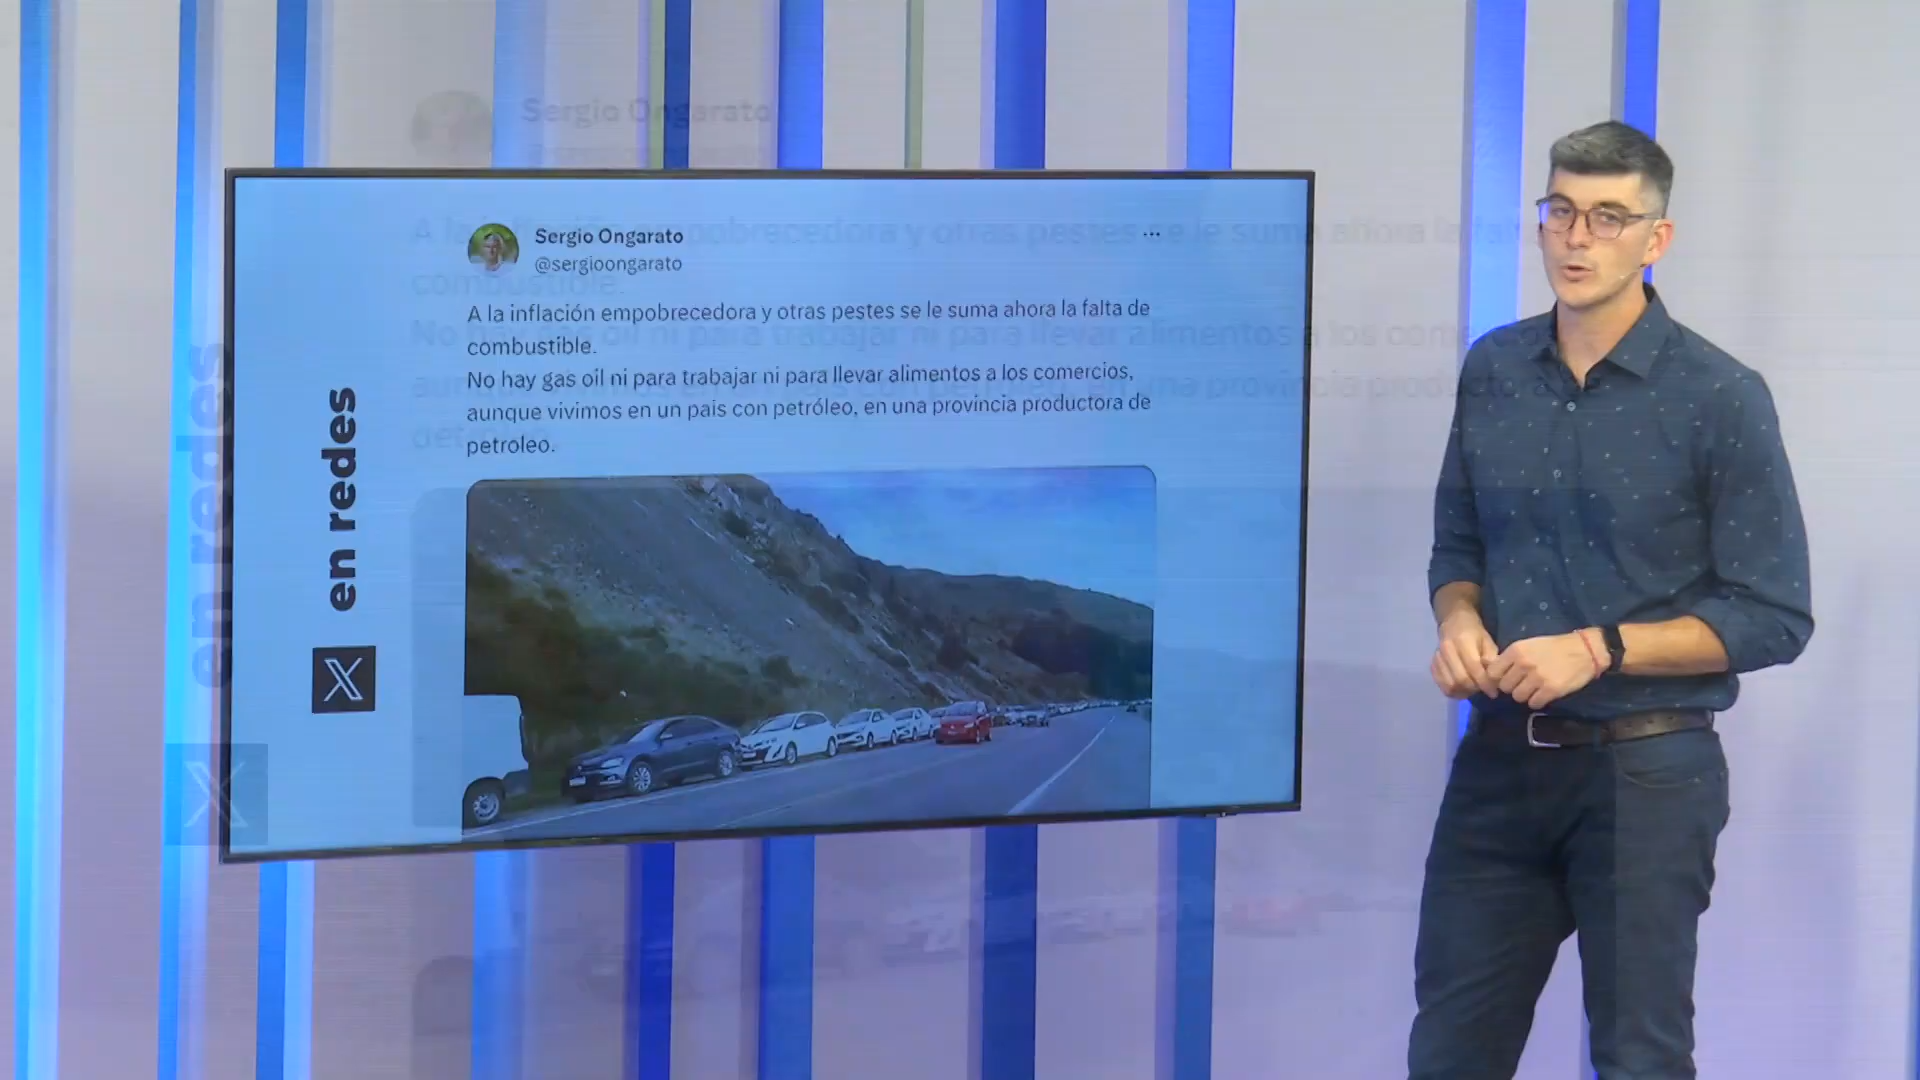 Sergio Ongarato
@sergioongarato
...
A la inflación empobrecedora y otras pestes se le suma ahora la falta de
combustible.
No hay gas oil ni para trabajar ni para llevar alimentos a los comercios,
aunque vivimos en un pais con petróleo, en una provincia productora de
petroleo.
en redes
X
Sergio Ongarato